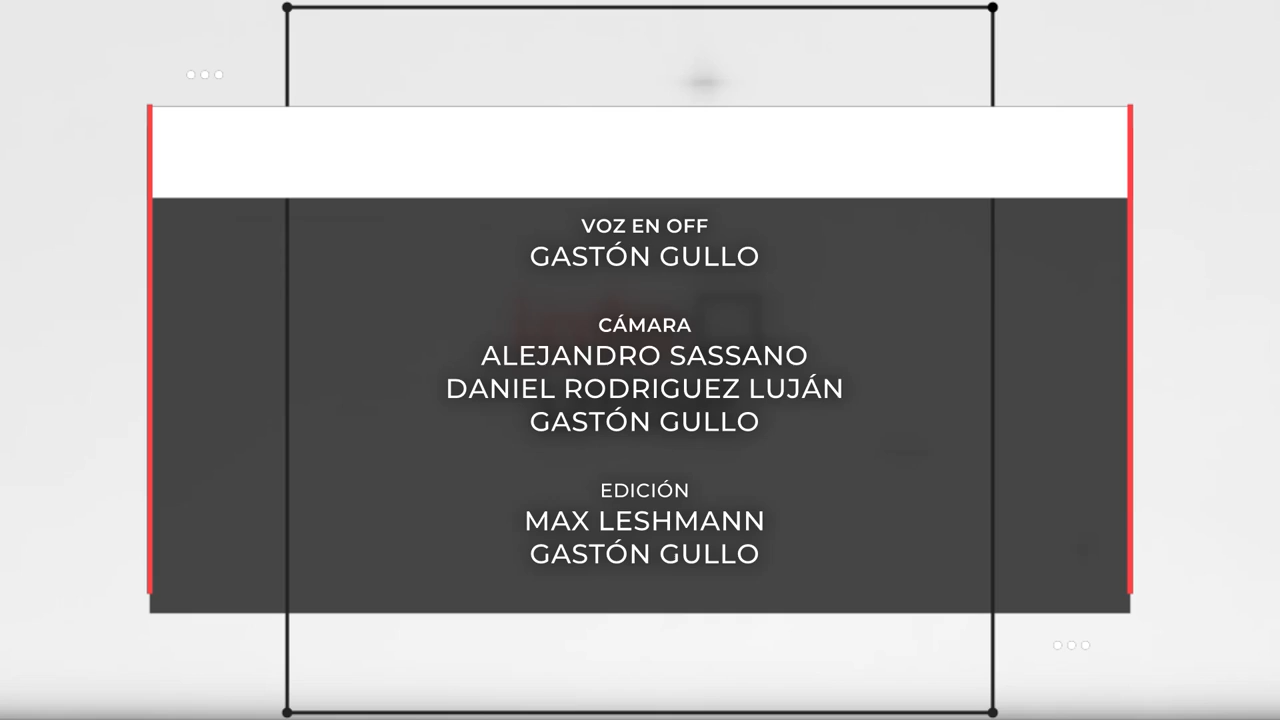 VOZ EN OFF
GASTÓN GULLO
CÁMARA
ALEJANDRO SASSANO
DANIEL RODRIGUEZ LUJÁN
GASTÓN GULLO
EDICIÓN
MAX LESHMANN
GASTÓN GULLO